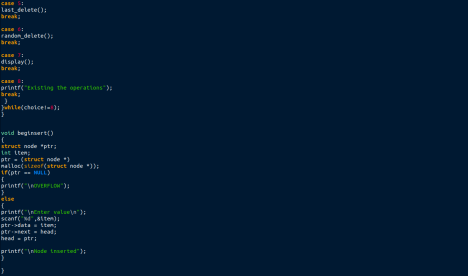 case 5:
last_delete();
break;
case 6:
random_delete();
break;
case 7:
display();
break;
case 8:
printf("Existing the operations");
break;
}
}while(choice!=8);
}
void beginsert()
{
struct node *ptr;
int item;
ptr = (struct node *)
malloc(sizeof(struct node *));
if(ptr == NULL)
{
printf("\nOVERFLOW");
}
else
{
printf("\nEnter value\n");
scanf("%d",&item);
ptr->data = item;
ptr->next = head;
head = ptr;
printf("\nNode inserted");
}
}